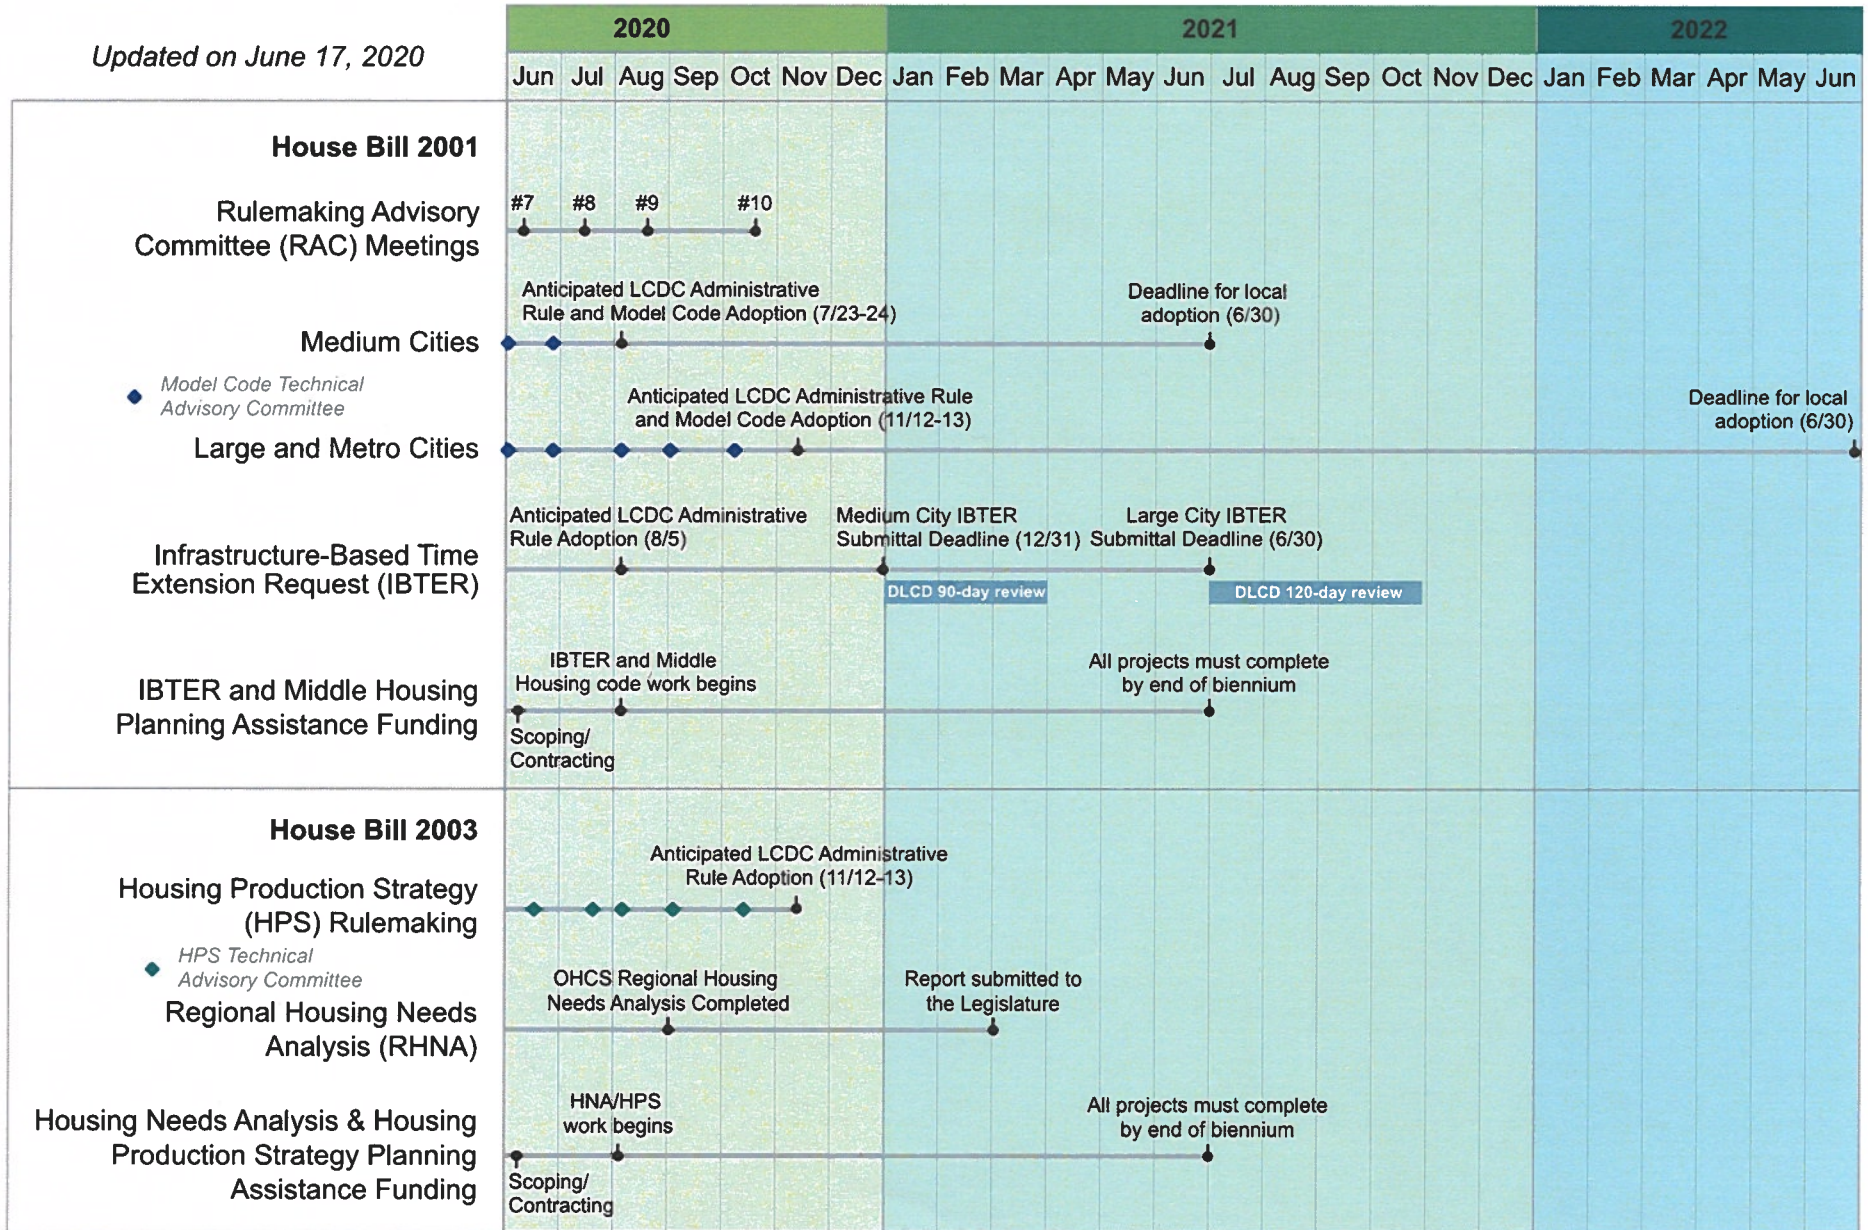 2020 2021 2022
Updated on June 17, 2020
Jun Jul Aug Sep Oct Nov Dec Jan Feb Mar Apr May Jun Jul Aug Sep Oct Nov Dec Jan Feb Mar Apr May Jun
House Bill 2001
Rulemaking Advisory
Committee (RAC) Meetings
#7 #8 #9 #10
Anticipated LCDC Administrative
Rule and Model Code Adoption (7/23-24)
Deadline for local
adoption (6/30)
Medium Cities
Model Code Technical
Advisory Committee
Anticipated LCDC Administrative Rule
and Model Code Adoption (11/12-13)
Deadline for local
adoption (6/30)
Large and Metro Cities
Anticipated LCDC Administrative
Rule Adoption (8/5)
Medium City IBTER
Submittal Deadline (12/31)
Large City IBTER
Submittal Deadline (6/30)
Infrastructure-Based Time
Extension Request (IBTER)
DLCD 90-day review
DLCD 120-day review
IBTER and Middle
Housing code work begins
All projects must complete
by end of biennium
IBTER and Middle Housing
Planning Assistance Funding
Scoping/
Contracting
House Bill 2003
Anticipated LCDC Administrative
Rule Adoption (11/12-13)
Housing Production Strategy
(HPS) Rulemaking
HPS Technical
Advisory Committee
OHCS Regional Housing
Needs Analysis Completed
Report submitted to
the Legislature
Regional Housing Needs
Analysis (RHNA)
HNA/HPS
work begins
All projects must complete
by end of biennium
Housing Needs Analysis & Housing
Production Strategy Planning
Assistance Funding
Scoping/
Contracting